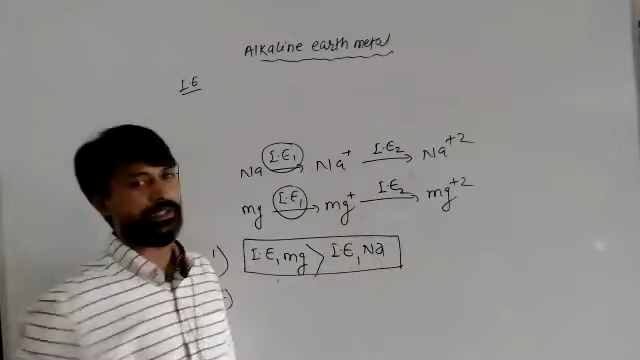 Alkaline earth metal
I.E
Na I.E1 → Na+ I.E2 → Na+2
mg I.E1 → mg+ I.E2 → mg+2
1) I.E1 mg > I.E1 Na
)